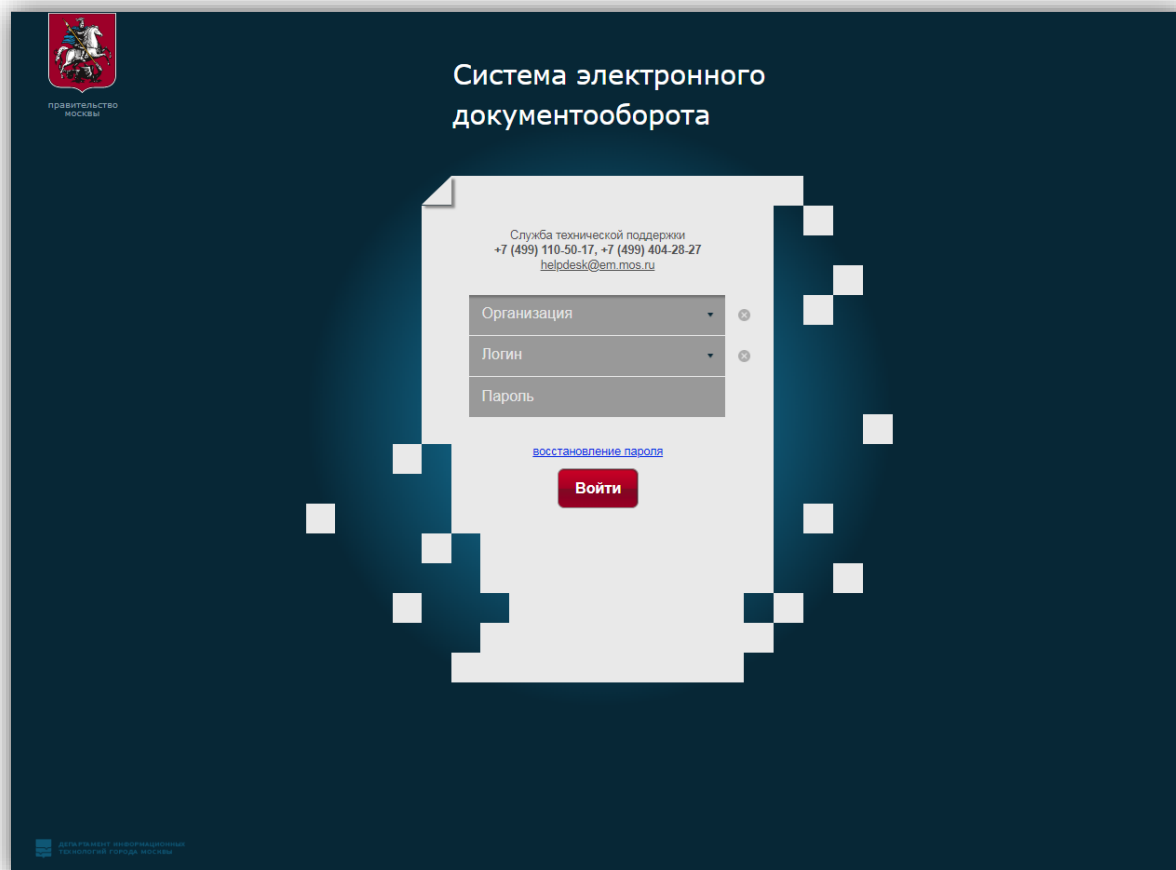 правительство
москвы
Система электронного
документооборота
Служба технической поддержки
+7 (499) 110-50-17, +7 (499) 404-28-27
helpdesk@em.mos.ru
Организация
Логин
Пароль
восстановление пароля
Войти
ДЕПАРТАМЕНТ ИНФОРМАЦИОННЫХ
ТЕХНОЛОГИЙ ГОРОДА МОСКВЫ